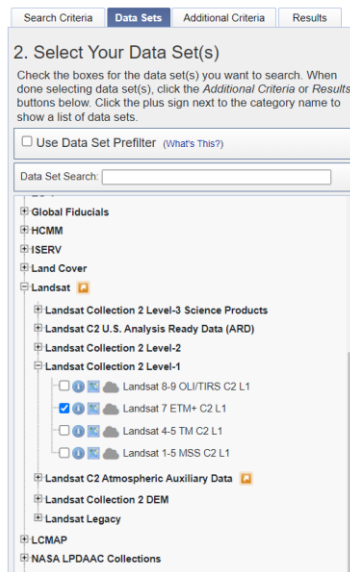 Search Criteria Data Sets Additional Criteria Results
2. Select Your Data Set(s)
Check the boxes for the data set(s) you want to search. When
done selecting data set(s), click the Additional Criteria or Results
buttons below. Click the plus sign next to the category name to
show a list of data sets.
Use Data Set Prefilter (What's This?)
Data Set Search:
Global Fiducials
HCMM
ISERV
Land Cover
Landsat
Landsat Collection 2 Level-3 Science Products
Landsat C2 U.S. Analysis Ready Data (ARD)
Landsat Collection 2 Level-2
Landsat Collection 2 Level-1
Landsat 8-9 OLI/TIRS C2 L1
Landsat 7 ETM+ C2 L1
Landsat 4-5 TM C2 L1
Landsat 1-5 MSS C2 L1
Landsat C2 Atmospheric Auxiliary Data
Landsat Collection 2 DEM
Landsat Legacy
LCMAP
NASA LPDAAC Collections